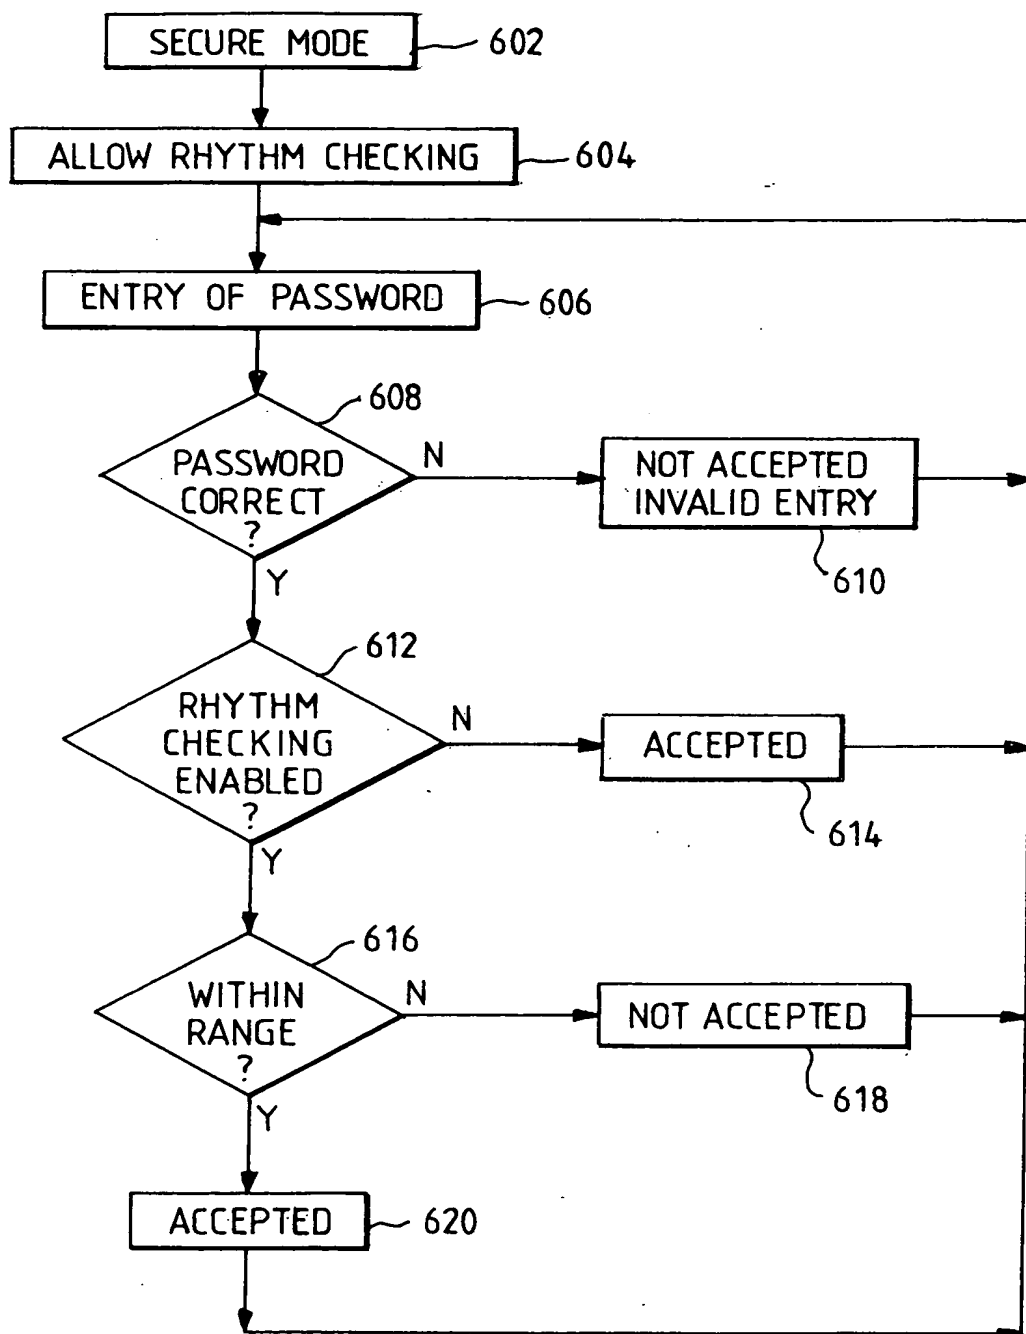 SECURE MODE
602
ALLOW RHYTHM CHECKING
604
ENTRY OF PASSWORD
606
608
PASSWORD
CORRECT
?
N
NOT ACCEPTED
INVALID ENTRY
610
Y
612
RHYTHM
CHECKING
ENABLED
?
N
ACCEPTED
614
Y
616
WITHIN
RANGE
?
N
NOT ACCEPTED
618
Y
ACCEPTED
620